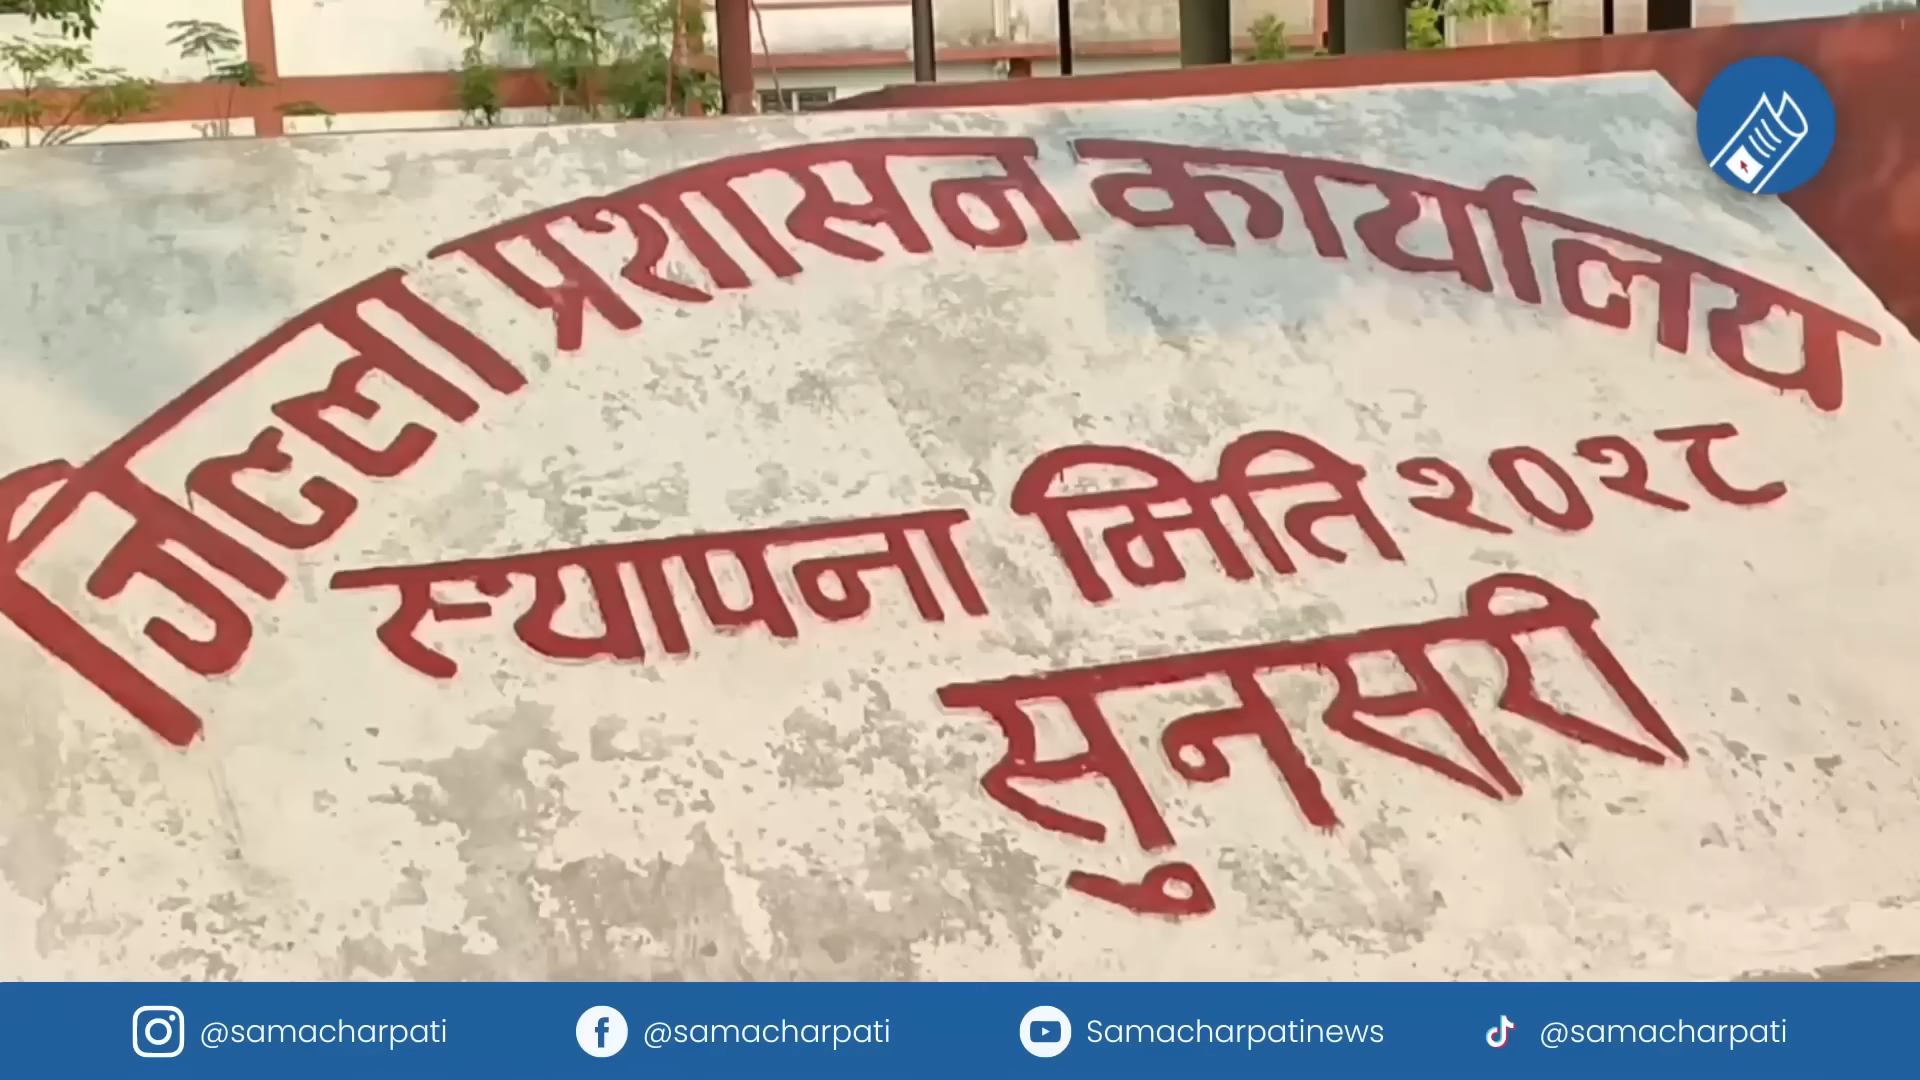 जिल्ला प्रशासन कार्यालय
स्थापना मिति २०२८
सुनसरी
@samacharpati @samacharpati Samacharpatinews @samacharpati